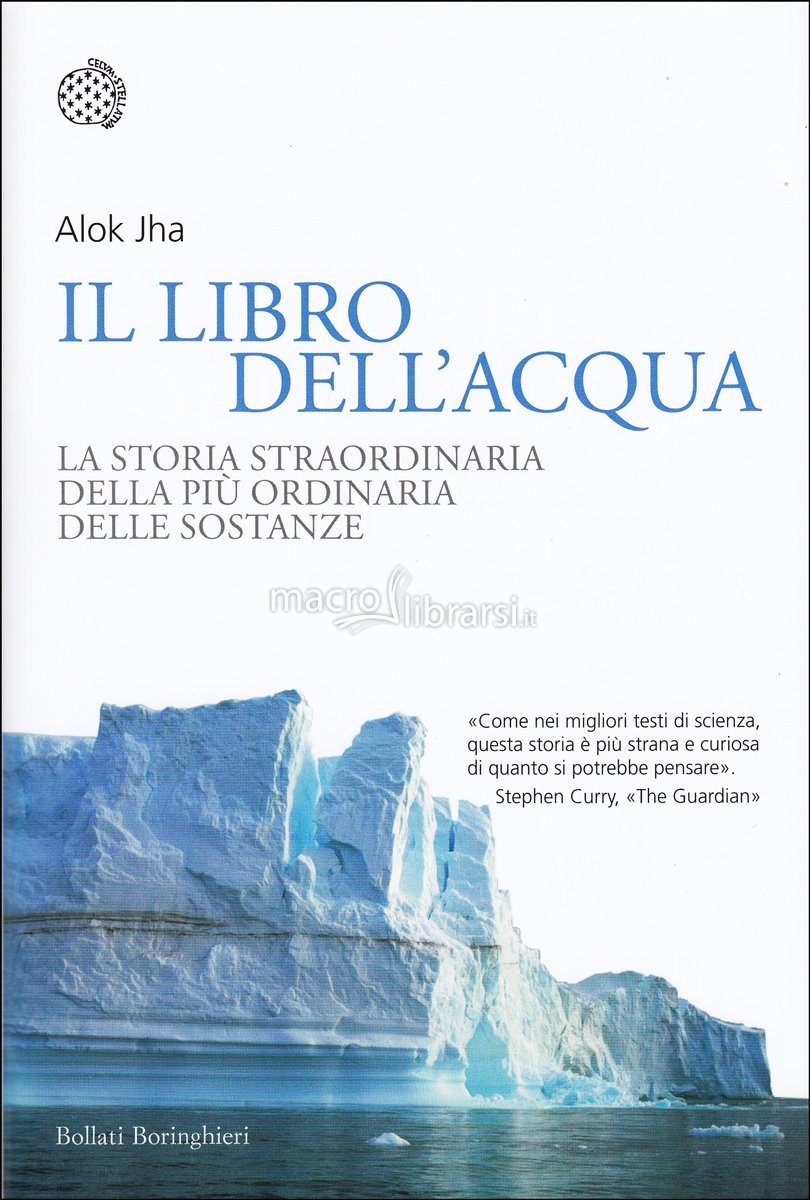 CELVM·STELLATVM
Alok Jha
IL LIBRO
DELL'ACQUA
LA STORIA STRAORDINARIA
DELLA PIÙ ORDINARIA
DELLE SOSTANZE
macrolibrarsi.it
«Come nei migliori testi di scienza,
questa storia è più strana e curiosa
di quanto si potrebbe pensare».
Stephen Curry, «The Guardian»
Bollati Boringhieri